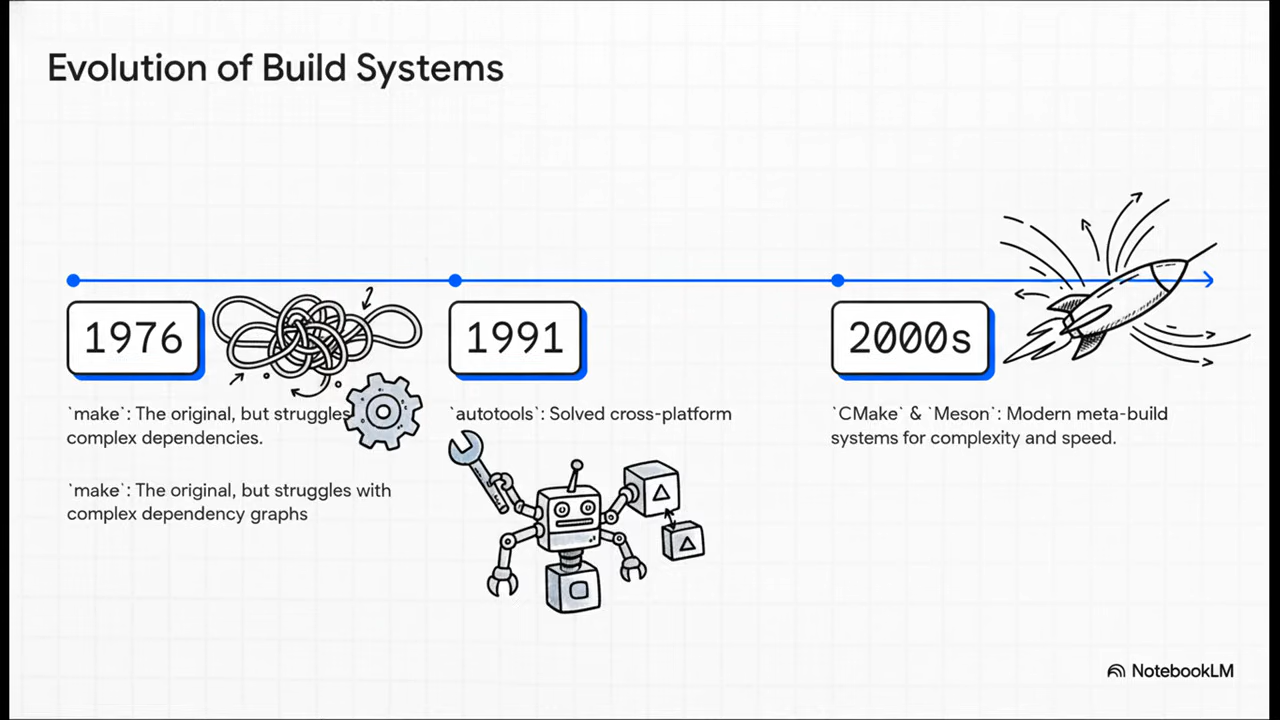 Evolution of Build Systems
1976
1991
2000s
`make`: The original, but struggles
complex dependencies.
`make`: The original, but struggles with
complex dependency graphs
`autotools`: Solved cross-platform
`CMake` & `Meson`: Modern meta-build
systems for complexity and speed.
NotebookLM